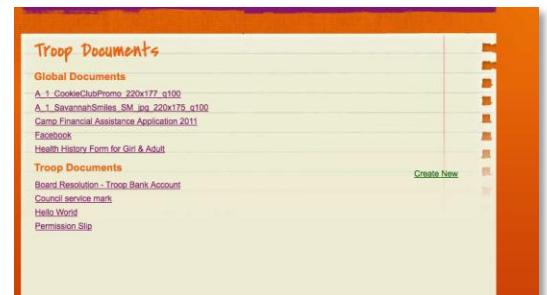 Troop Documents
Global Documents
A_1_CookieClubPromo_220x177_q100
A_1_SavannahSmiles_SM_jpg_220x175_q100
Camp Financial Assistance Application 2011
Facebook
Health History Form for Girl & Adult
Troop Documents
Create New
Board Resolution - Troop Bank Account
Council service mark
Hello World
Permission Slip